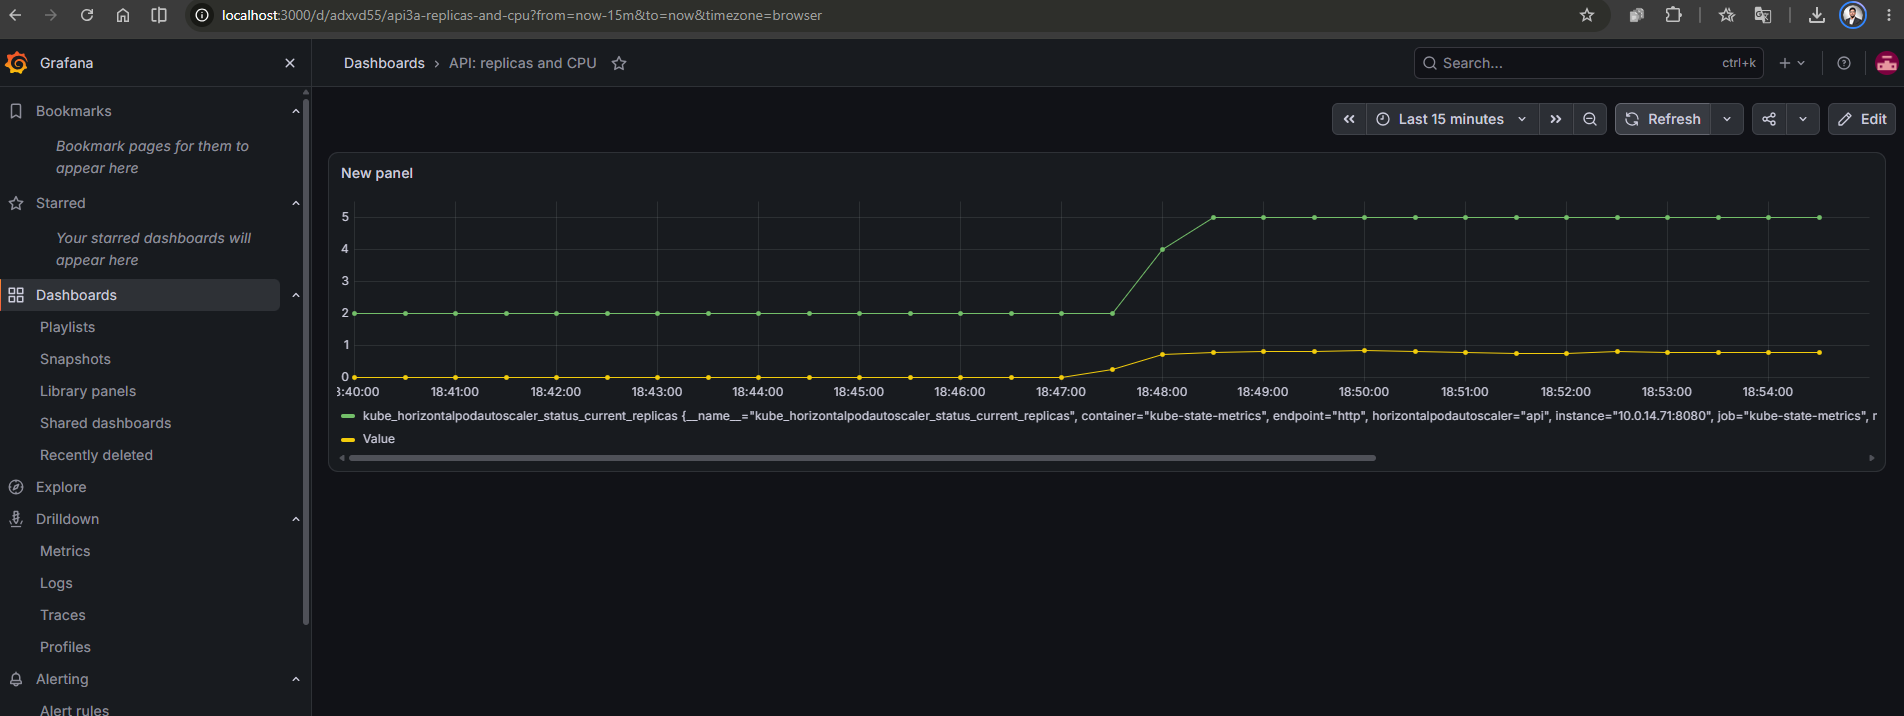 localhost:3000/d/adxvd55/api3a-replicas-and-cpu?from=now-15m&to=now&timezone=browser
Grafana
Dashboards › API: replicas and CPU
Search... ctrl+k
Bookmarks
Bookmark pages for them to
appear here
Starred
Your starred dashboards will
appear here
Dashboards
Playlists
Snapshots
Library panels
Shared dashboards
Recently deleted
Explore
Drilldown
Metrics
Logs
Traces
Profiles
Alerting
Alert rules
Last 15 minutes
Refresh
Edit
New panel
5
4
3
2
1
0
3:40:00 18:41:00 18:42:00 18:43:00 18:44:00 18:45:00 18:46:00 18:47:00 18:48:00 18:49:00 18:50:00 18:51:00 18:52:00 18:53:00 18:54:00
kube_horizontalpodautoscaler_status_current_replicas {__name__="kube_horizontalpodautoscaler_status_current_replicas", container="kube-state-metrics", endpoint="http", horizontalpodautoscaler="api", instance="10.0.14.71:8080", job="kube-state-metrics", r
Value